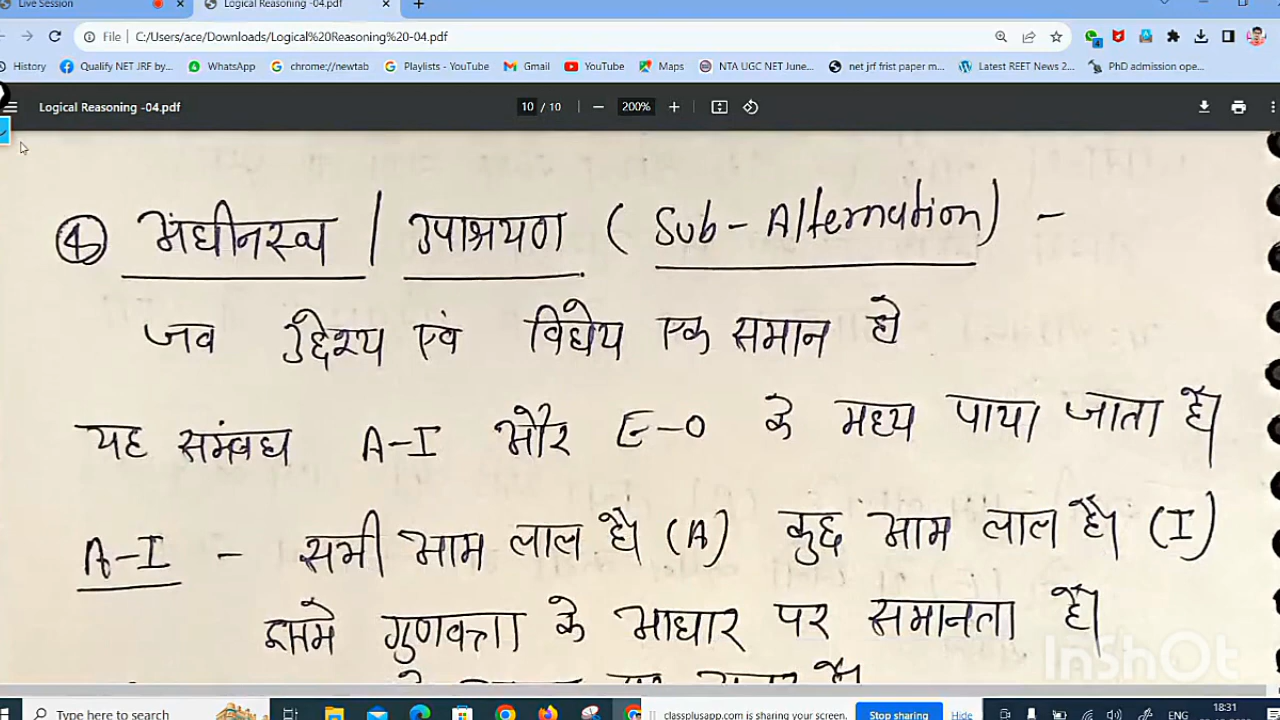 Live Session
Logical Reasoning -04.pdf
File C:/Users/ace/Downloads/Logical%20Reasoning%20-04.pdf
History Qualify NET JRF by... WhatsApp chrome://newtab Playlists - YouTube Gmail YouTube Maps NTA UGC NET June... net jrf frist paper m... Latest REET News 2... PhD admission ope...
Logical Reasoning -04.pdf 10 / 10 200%
④ अधीनस्थ / उपाश्रयण (Sub-Alternation) -
जब उद्देश्य एवं विधेय एक समान हो
यह सम्बंध A-I और E-O के मध्य पाया जाता है।
A-I - सभी आम लाल है। (A) कुछ आम लाल है। (I)
इसमे गुणवत्ता के आधार पर समानता है।
InShOt
Type here to search
classplusapp.com is sharing your screen. Stop sharing Hide
ENG 18:31